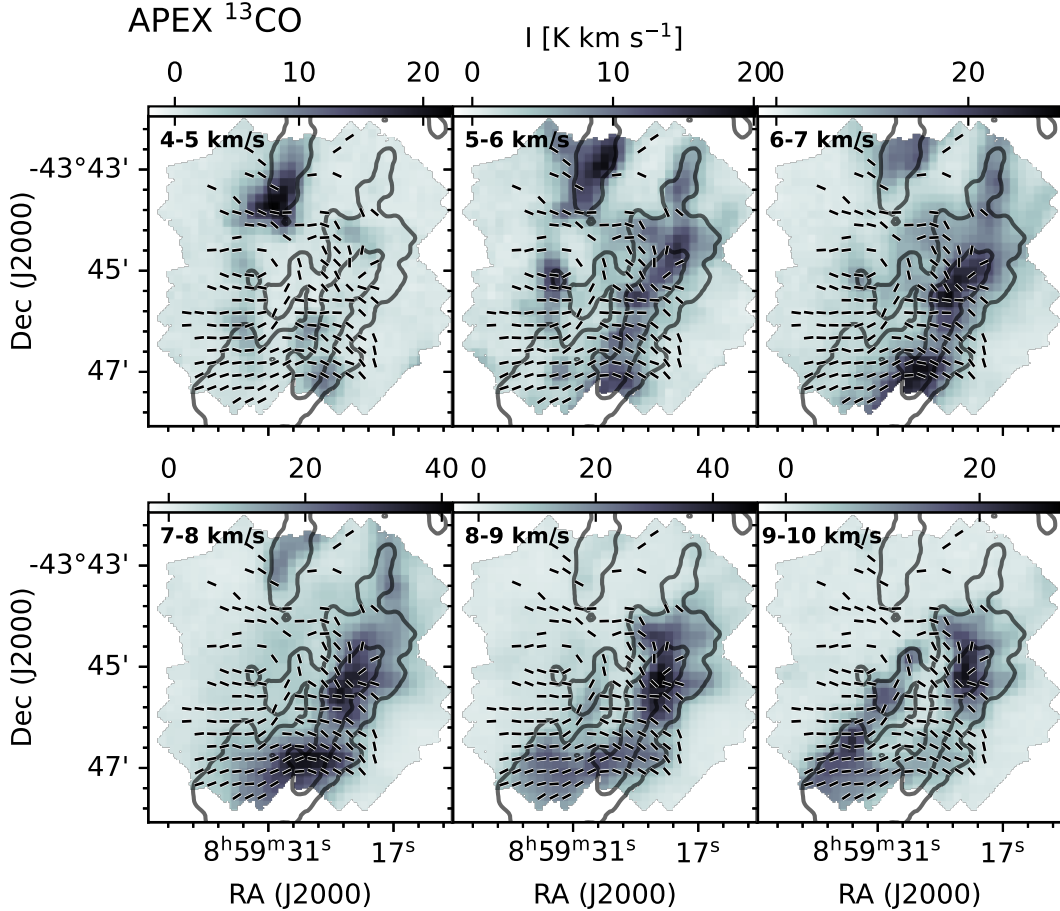 APEX ¹³CO
I [K km s⁻¹]
0 10 20 0 10 20 0 20
4-5 km/s 5-6 km/s 6-7 km/s
-43°43'
45'
47'
Dec (J2000)
0 20 40 0 20 40 0 20
7-8 km/s 8-9 km/s 9-10 km/s
-43°43'
45'
47'
Dec (J2000)
8ʰ59ᵐ31ˢ 17ˢ 8ʰ59ᵐ31ˢ 17ˢ 8ʰ59ᵐ31ˢ 17ˢ
RA (J2000) RA (J2000) RA (J2000)